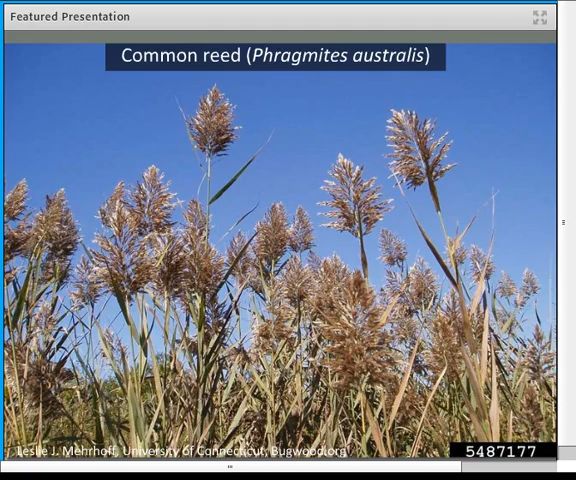 Featured Presentation
Common reed (Phragmites australis)
Leslie J. Mehrhoff, University of Connecticut, Bugwood.org
5487177